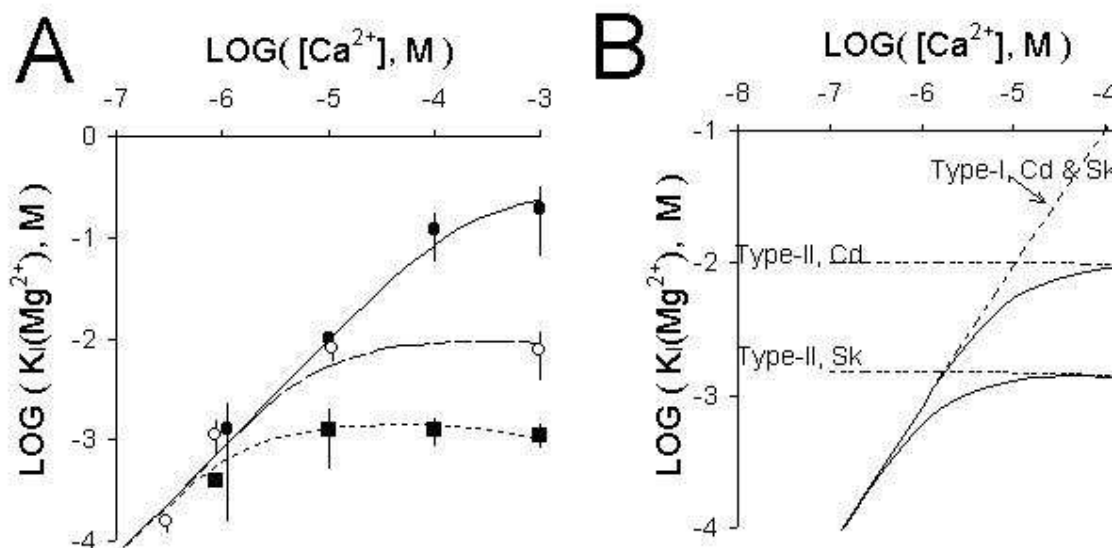 A
LOG( [Ca2+], M )
-7 -6 -5 -4 -3
0
-1
-2
-3
-4
LOG ( KI(Mg2+), M )
B
LOG( [Ca2+], M )
-8 -7 -6 -5 -4
-1
Type-I, Cd & Sk
-2
Type-II, Cd
Type-II, Sk
-3
-4
LOG ( KI(Mg2+), M )